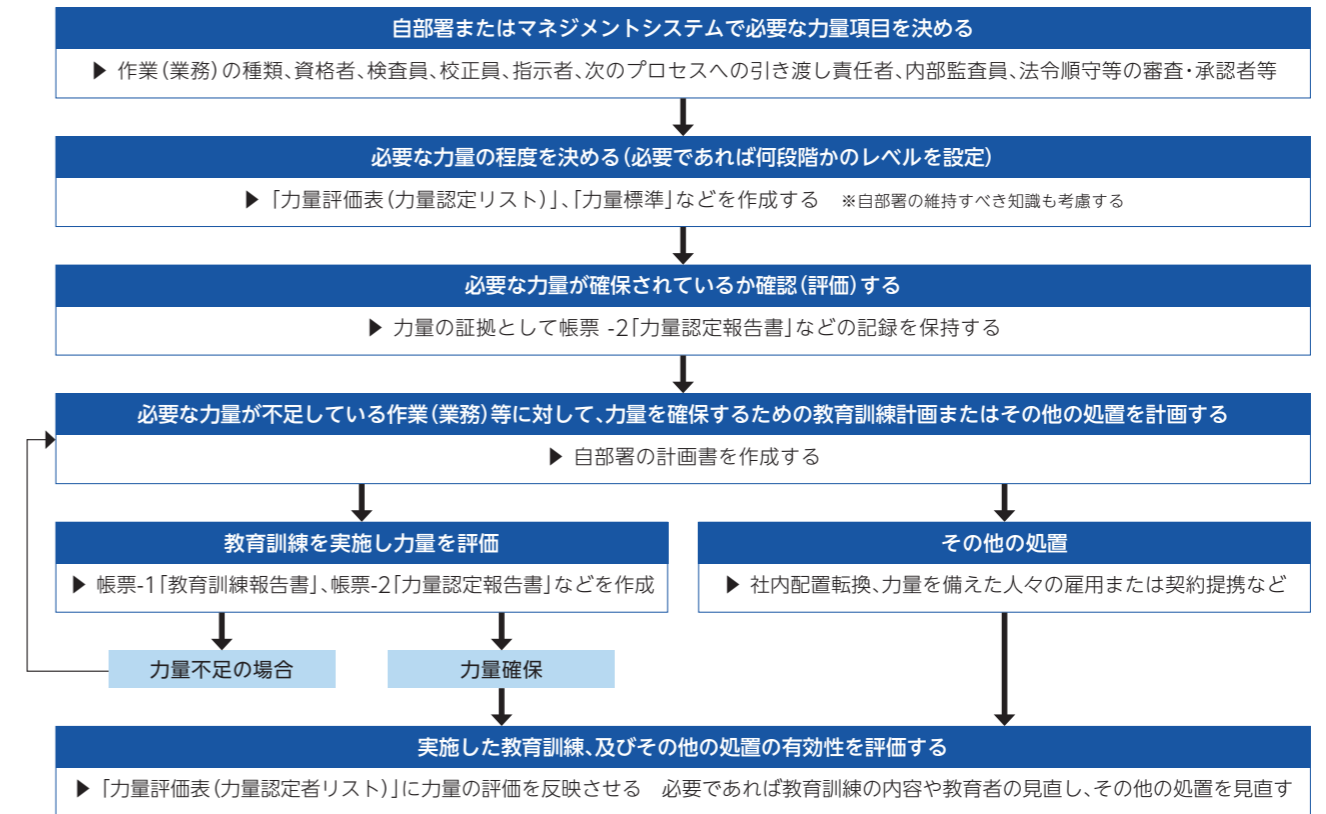 自部署またはマネジメントシステムで必要な力量項目を決める
▶ 作業(業務)の種類、資格者、検査員、校正員、指示者、次のプロセスへの引き渡し責任者、内部監査員、法令順守等の審査・承認者等
必要な力量の程度を決める(必要であれば何段階かのレベルを設定)
▶ 「力量評価表(力量認定リスト)」、「力量標準」などを作成する ※自部署の維持すべき知識も考慮する
必要な力量が確保されているか確認(評価)する
▶ 力量の証拠として帳票 -2「力量認定報告書」などの記録を保持する
必要な力量が不足している作業(業務)等に対して、力量を確保するための教育訓練計画またはその他の処置を計画する
▶ 自部署の計画書を作成する
教育訓練を実施し力量を評価
▶ 帳票-1「教育訓練報告書」、帳票-2「力量認定報告書」などを作成
その他の処置
▶ 社内配置転換、力量を備えた人々の雇用または契約提携など
力量不足の場合
力量確保
実施した教育訓練、及びその他の処置の有効性を評価する
▶ 「力量評価表(力量認定者リスト)」に力量の評価を反映させる 必要であれば教育訓練の内容や教育者の見直し、その他の処置を見直す